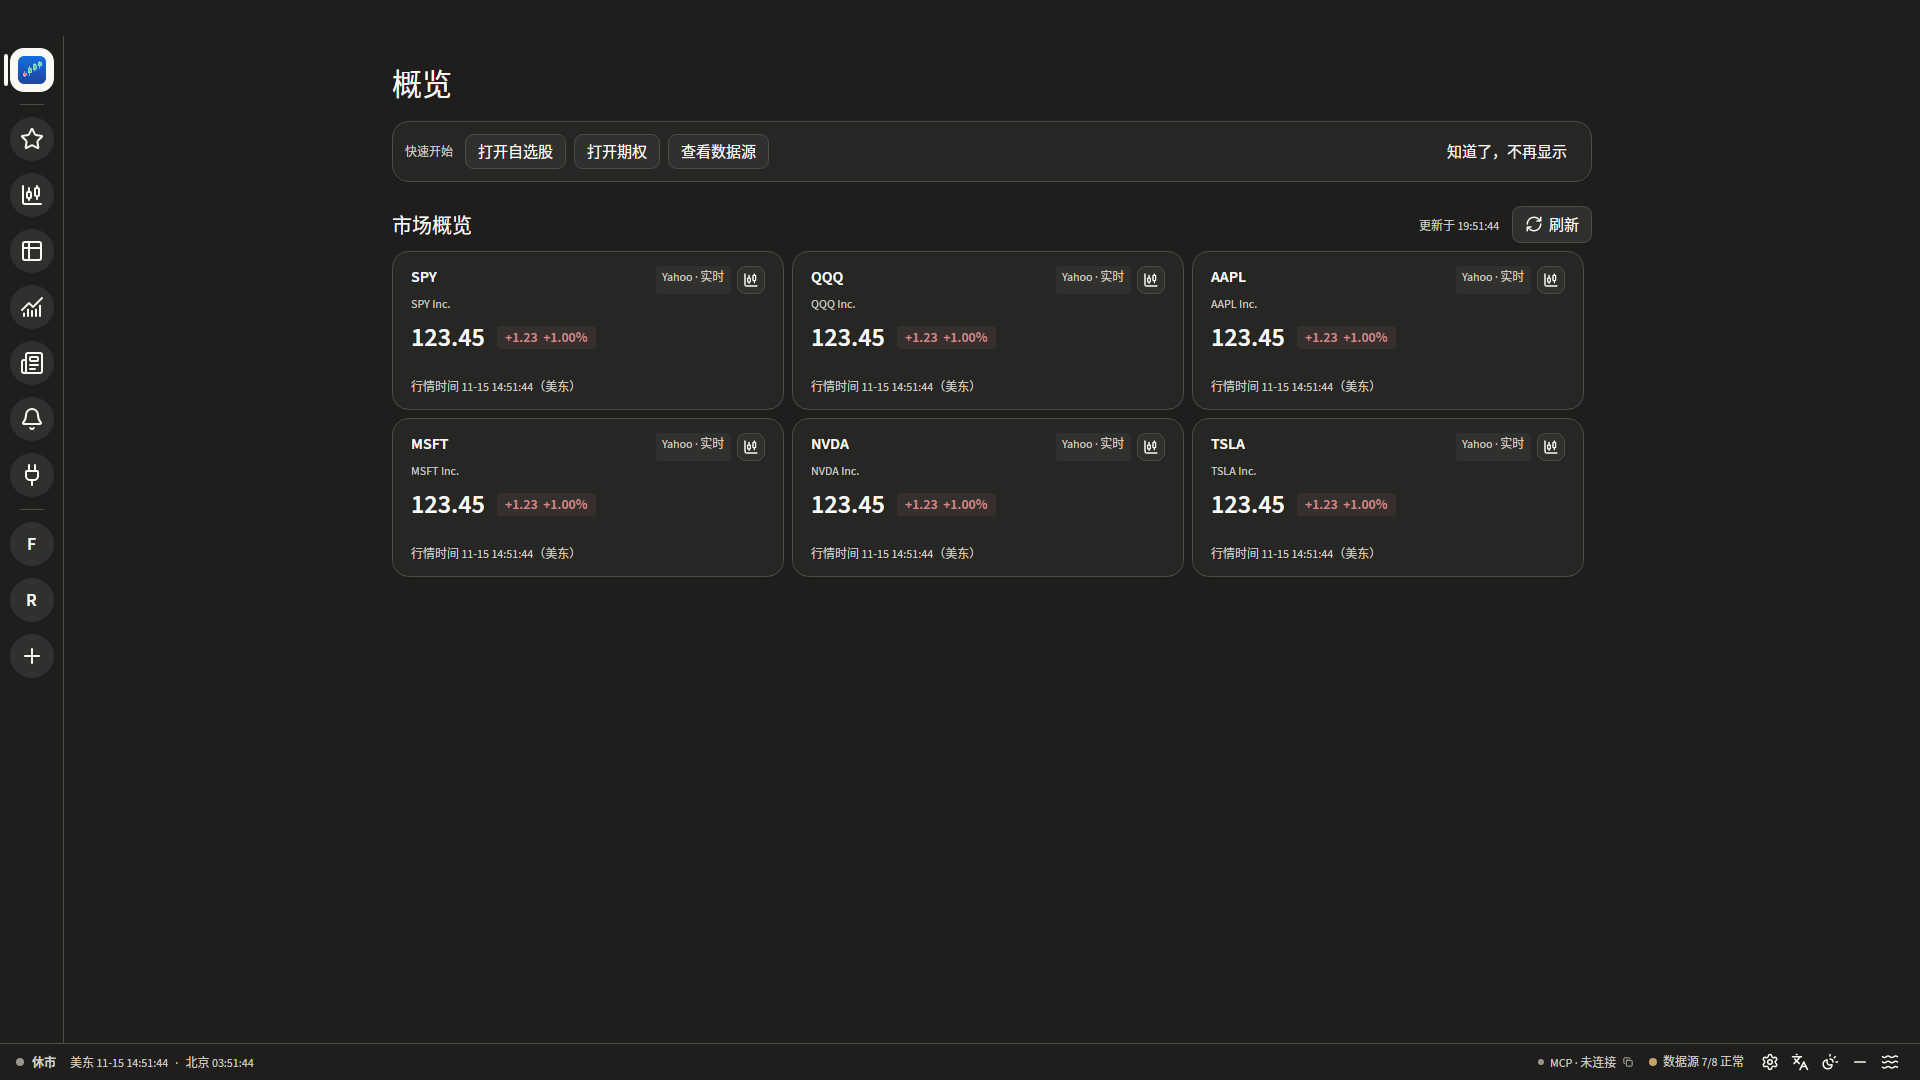 概览
快速开始 打开自选股 打开期权 查看数据源 知道了，不再显示
市场概览 更新于 19:51:44 刷新
SPY Yahoo · 实时
SPY Inc.
123.45 +1.23 +1.00%
行情时间 11-15 14:51:44（美东）
QQQ Yahoo · 实时
QQQ Inc.
123.45 +1.23 +1.00%
行情时间 11-15 14:51:44（美东）
AAPL Yahoo · 实时
AAPL Inc.
123.45 +1.23 +1.00%
行情时间 11-15 14:51:44（美东）
MSFT Yahoo · 实时
MSFT Inc.
123.45 +1.23 +1.00%
行情时间 11-15 14:51:44（美东）
NVDA Yahoo · 实时
NVDA Inc.
123.45 +1.23 +1.00%
行情时间 11-15 14:51:44（美东）
TSLA Yahoo · 实时
TSLA Inc.
123.45 +1.23 +1.00%
行情时间 11-15 14:51:44（美东）
F
R
休市 美东 11-15 14:51:44 · 北京 03:51:44 MCP · 未连接 数据源 7/8 正常